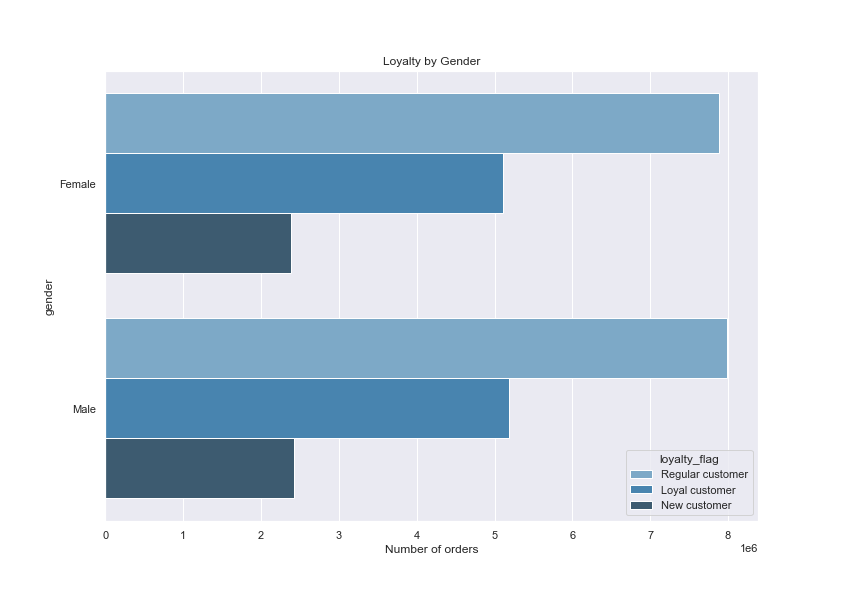 Loyalty by Gender
Female
gender
Male
loyalty_flag
Regular customer
Loyal customer
New customer
0 1 2 3 4 5 6 7 8
1e6
Number of orders